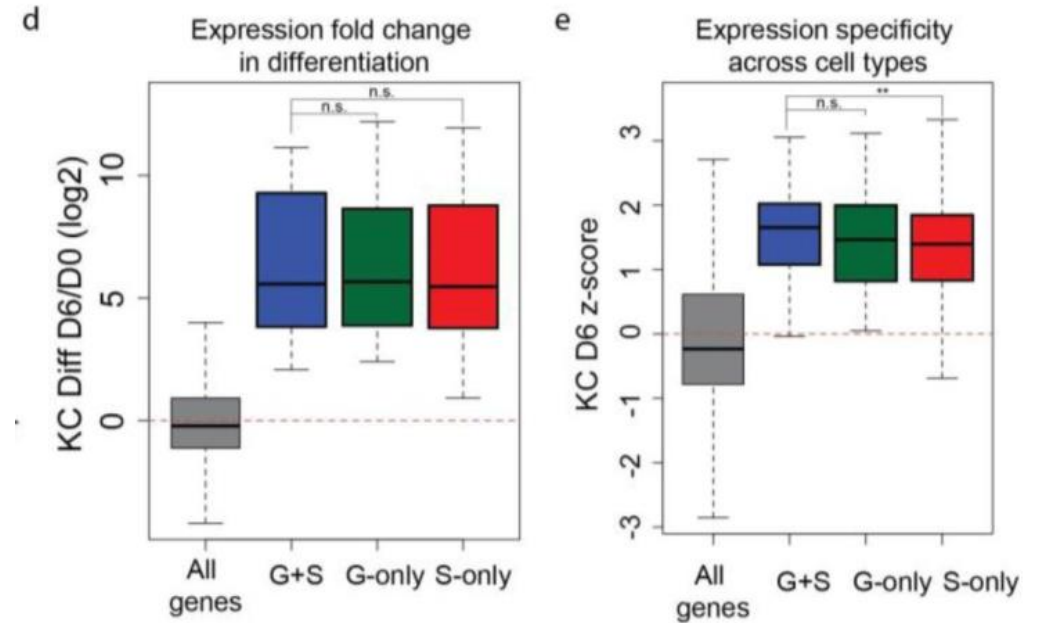 d
Expression fold change
in differentiation
KC Diff D6/D0 (log2)
10
5
0
n.s.
n.s.
All
genes
G+S
G-only
S-only
e
Expression specificity
across cell types
KC D6 z-score
3
2
1
0
-1
-2
-3
**
n.s.
All
genes
G+S
G-only
S-only